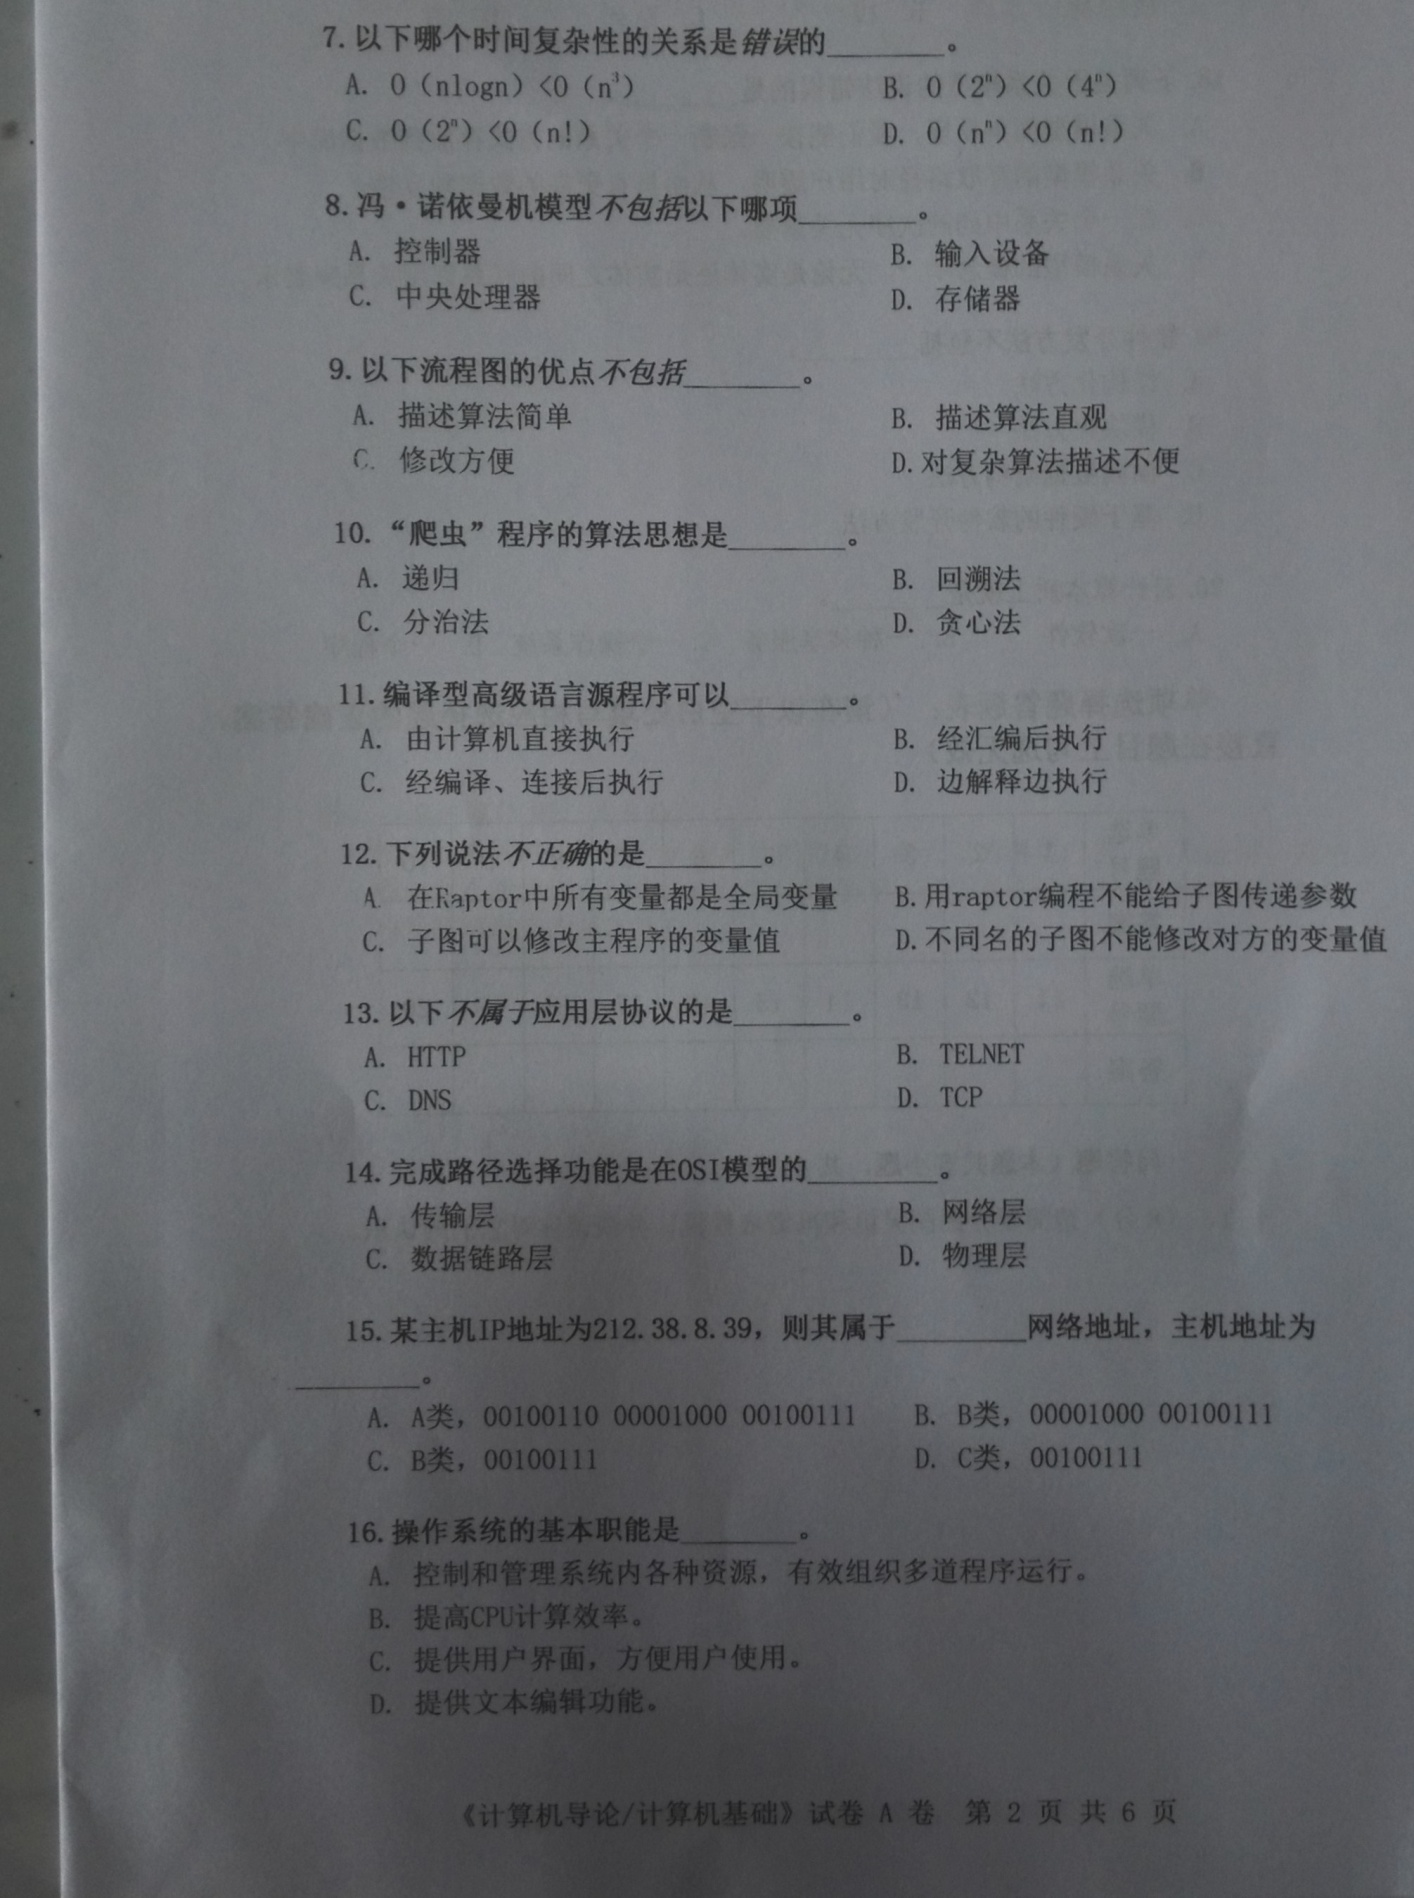 7.以下哪个时间复杂性的关系是错误的________。
A. O（nlogn）<O（n³） B. O（2ⁿ）<O（4ⁿ）
C. O（2ⁿ）<O（n!） D. O（nⁿ）<O（n!）
8.冯·诺依曼机模型不包括以下哪项________。
A. 控制器 B. 输入设备
C. 中央处理器 D. 存储器
9.以下流程图的优点不包括________。
A. 描述算法简单 B. 描述算法直观
C. 修改方便 D.对复杂算法描述不便
10.“爬虫”程序的算法思想是________。
A. 递归 B. 回溯法
C. 分治法 D. 贪心法
11.编译型高级语言源程序可以________。
A. 由计算机直接执行 B. 经汇编后执行
C. 经编译、连接后执行 D. 边解释边执行
12.下列说法不正确的是________。
A. 在Raptor中所有变量都是全局变量 B.用raptor编程不能给子图传递参数
C. 子图可以修改主程序的变量值 D.不同名的子图不能修改对方的变量值
13.以下不属于应用层协议的是________。
A. HTTP B. TELNET
C. DNS D. TCP
14.完成路径选择功能是在OSI模型的_________。
A. 传输层 B. 网络层
C. 数据链路层 D. 物理层
15.某主机IP地址为212.38.8.39，则其属于_________网络地址，主机地址为
_________。
A. A类，00100110 00001000 00100111 B. B类，00001000 00100111
C. B类，00100111 D. C类，00100111
16.操作系统的基本职能是________。
A. 控制和管理系统内各种资源，有效组织多道程序运行。
B. 提高CPU计算效率。
C. 提供用户界面，方便用户使用。
D. 提供文本编辑功能。
《计算机导论/计算机基础》试卷 A 卷 第 2 页 共 6 页